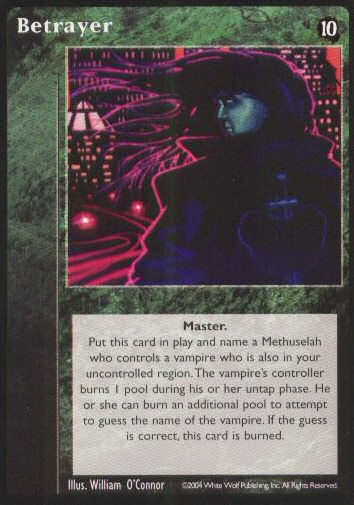 Betrayer
10
Master.
Put this card in play and name a Methuselah
who controls a vampire who is also in your
uncontrolled region. The vampire's controller
burns 1 pool during his or her untap phase. He
or she can burn an additional pool to attempt
to guess the name of the vampire. If the guess
is correct, this card is burned.
Illus. William O'Connor ©2004 White Wolf Publishing, Inc. All Rights Reserved.